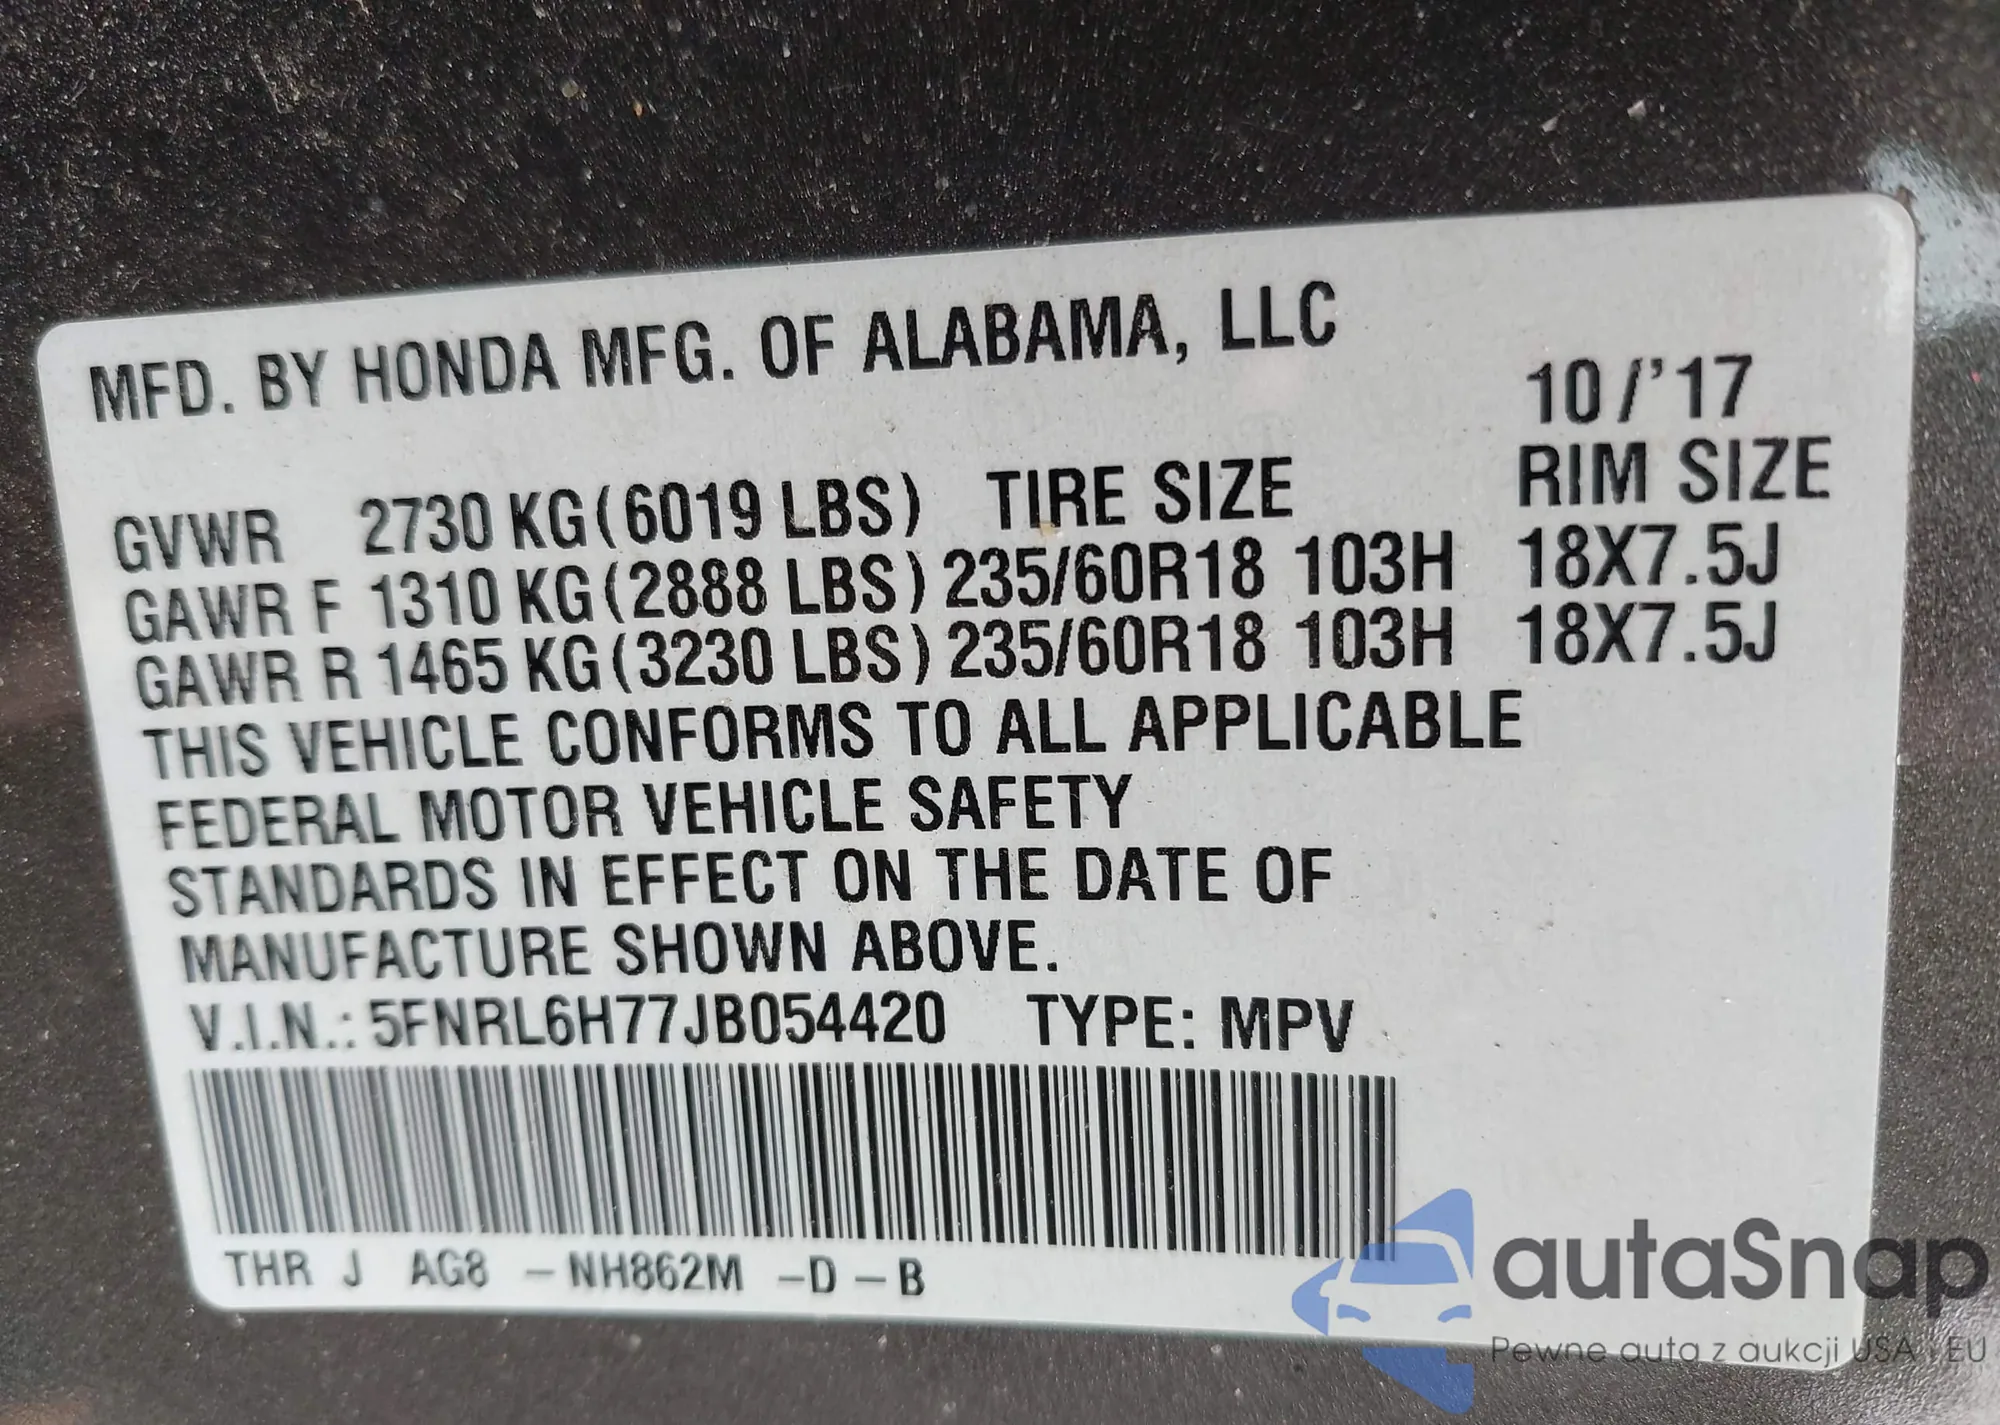 MFD. BY HONDA MFG. OF ALABAMA, LLC
10/'17
GVWR 2730 KG(6019 LBS) TIRE SIZE RIM SIZE
GAWR F 1310 KG(2888 LBS) 235/60R18 103H 18X7.5J
GAWR R 1465 KG(3230 LBS) 235/60R18 103H 18X7.5J
THIS VEHICLE CONFORMS TO ALL APPLICABLE
FEDERAL MOTOR VEHICLE SAFETY
STANDARDS IN EFFECT ON THE DATE OF
MANUFACTURE SHOWN ABOVE.
V.I.N.: 5FNRL6H77JB054420 TYPE: MPV
THR J AG8 -NH862M -D-B
autaSnap
Pewne auta z aukcji USA i EU